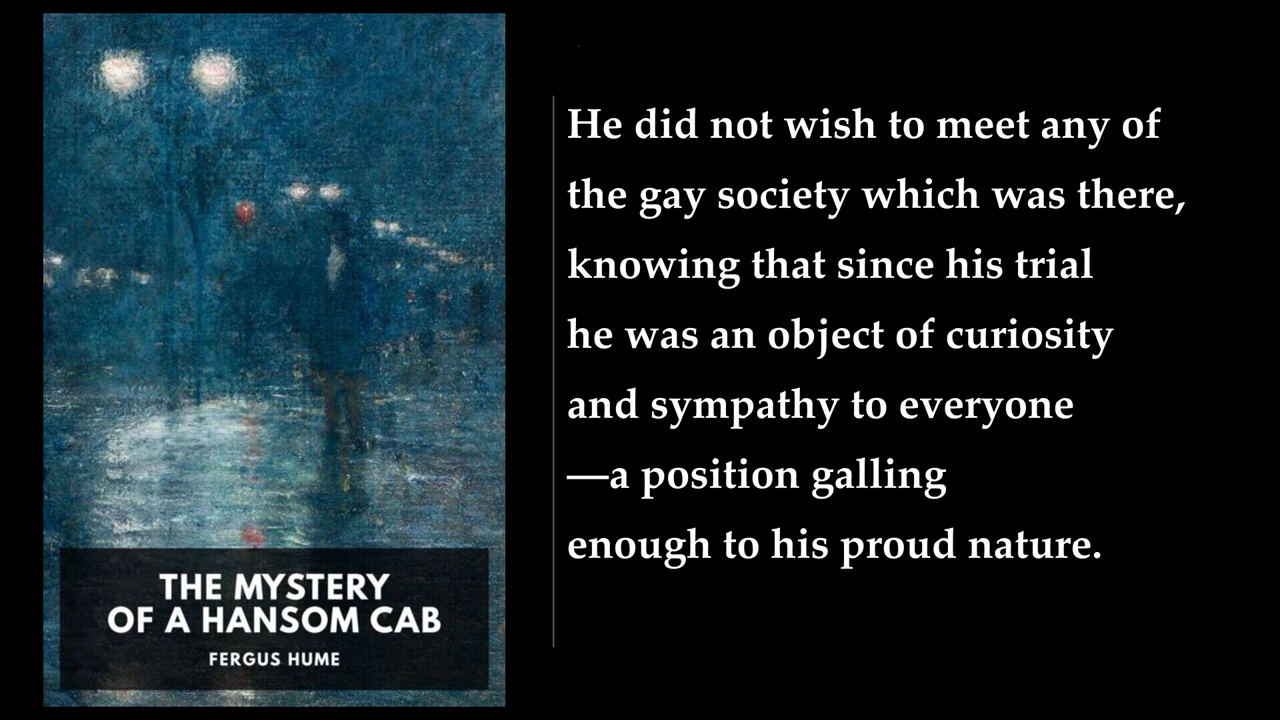 THE MYSTERY
OF A HANSOM CAB
FERGUS HUME
He did not wish to meet any of
the gay society which was there,
knowing that since his trial
he was an object of curiosity
and sympathy to everyone
—a position galling
enough to his proud nature.